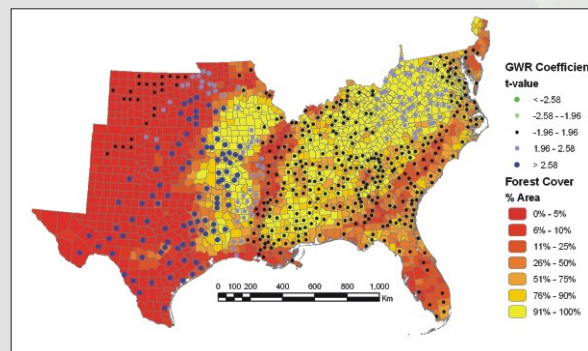 GWR Coefficien
t-value
< -2.58
-2.58 - -1.96
-1.96 - 1.96
1.96 - 2.58
> 2.58
Forest Cover
% Area
0% - 5%
6% - 10%
11% - 25%
26% - 50%
51% - 75%
76% - 90%
91% - 100%
0 100 200 400 600 800 1,000
Km